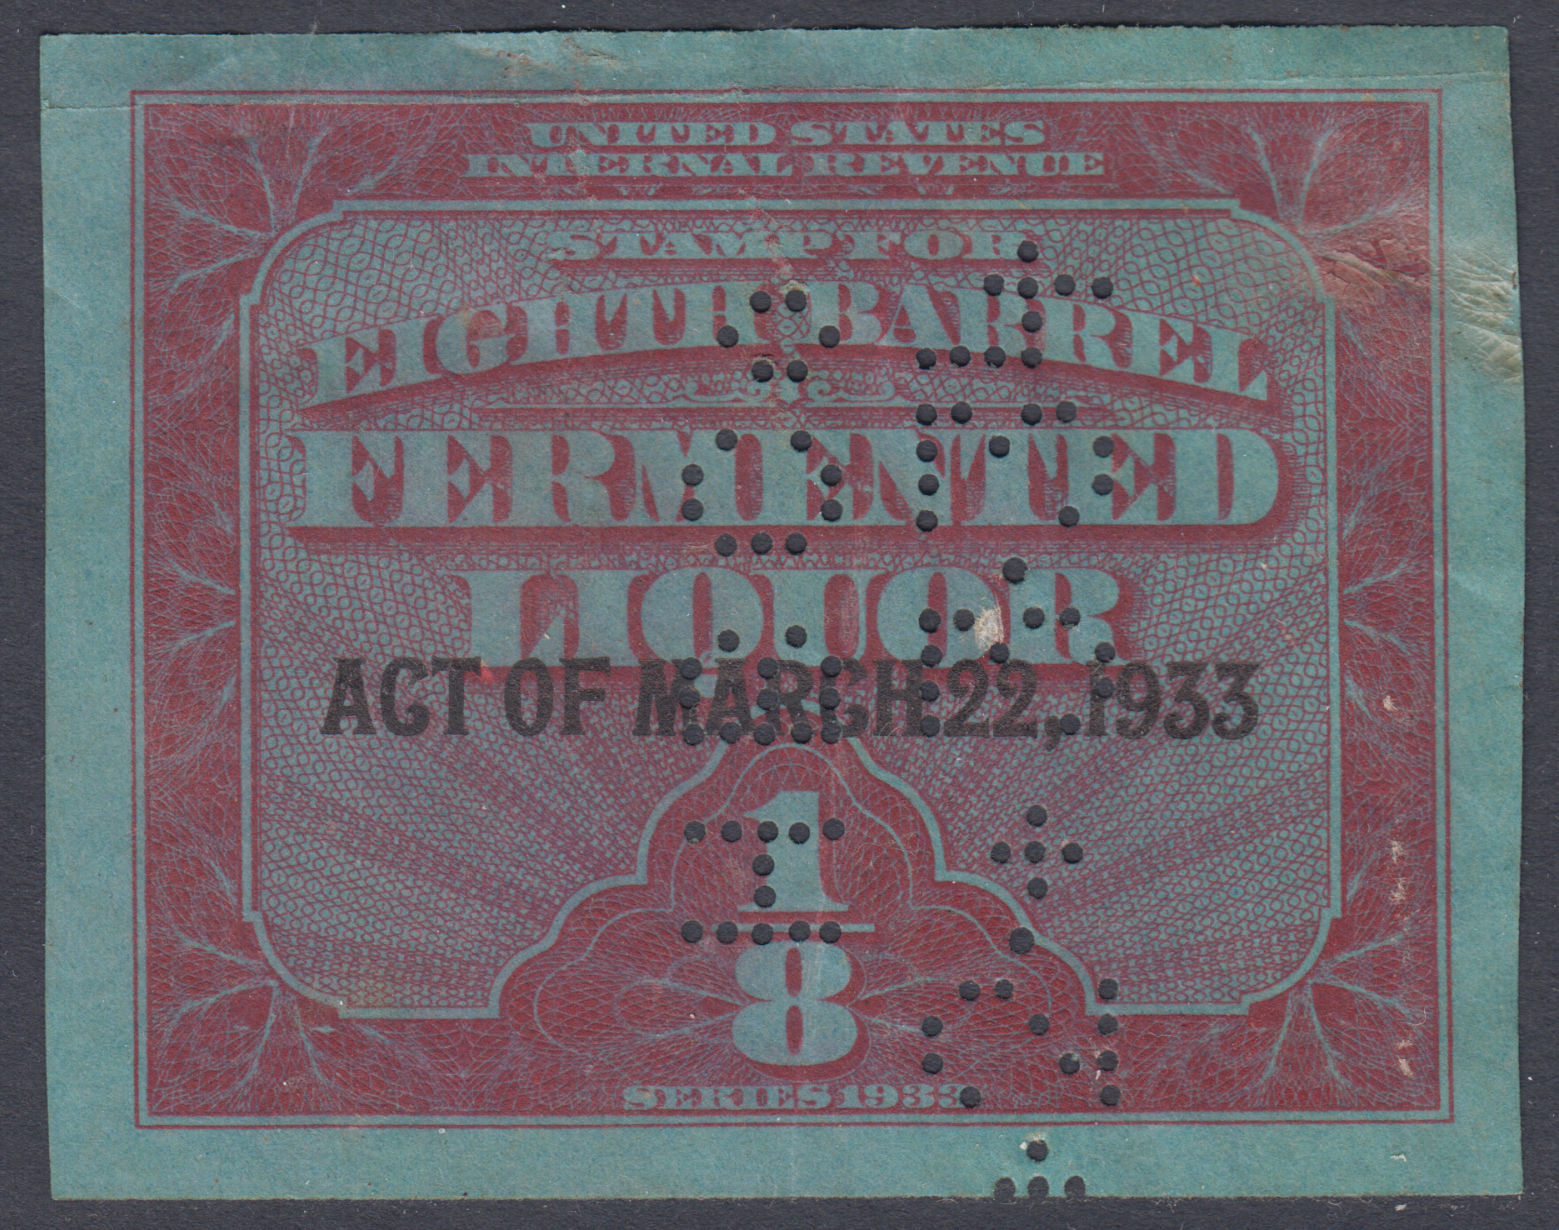 UNITED STATES
INTERNAL REVENUE
STAMP FOR
EIGHTH BARREL
FERMENTED
LIQUOR
ACT OF MARCH 22, 1933
1
8
SERIES 1933